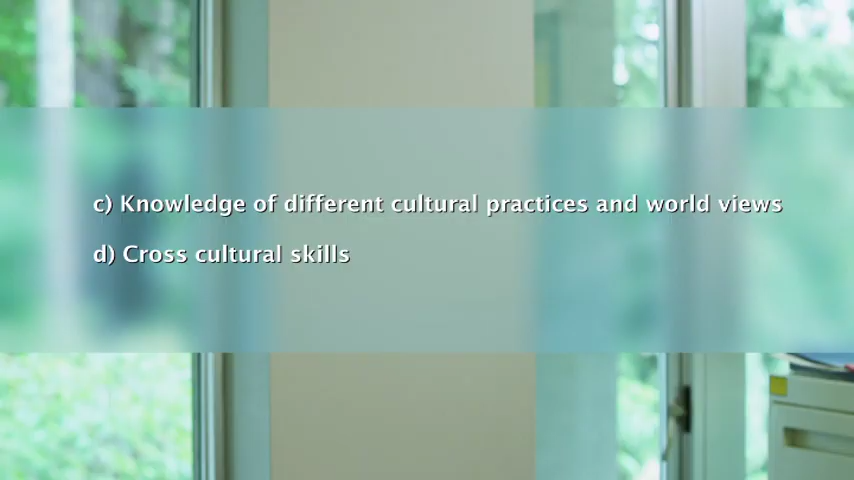 c) Knowledge of different cultural practices and world views
d) Cross cultural skills